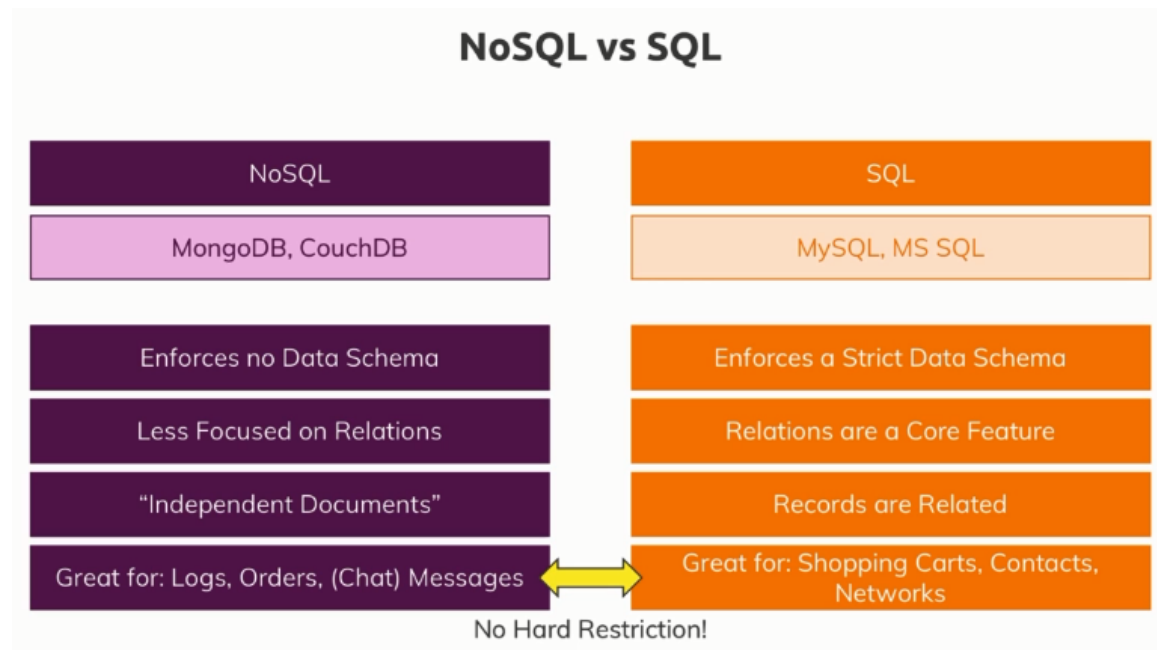 NoSQL vs SQL
NoSQL
SQL
MongoDB, CouchDB
MySQL, MS SQL
Enforces no Data Schema
Enforces a Strict Data Schema
Less Focused on Relations
Relations are a Core Feature
“Independent Documents”
Records are Related
Great for: Logs, Orders, (Chat) Messages
Great for: Shopping Carts, Contacts,
Networks
No Hard Restriction!